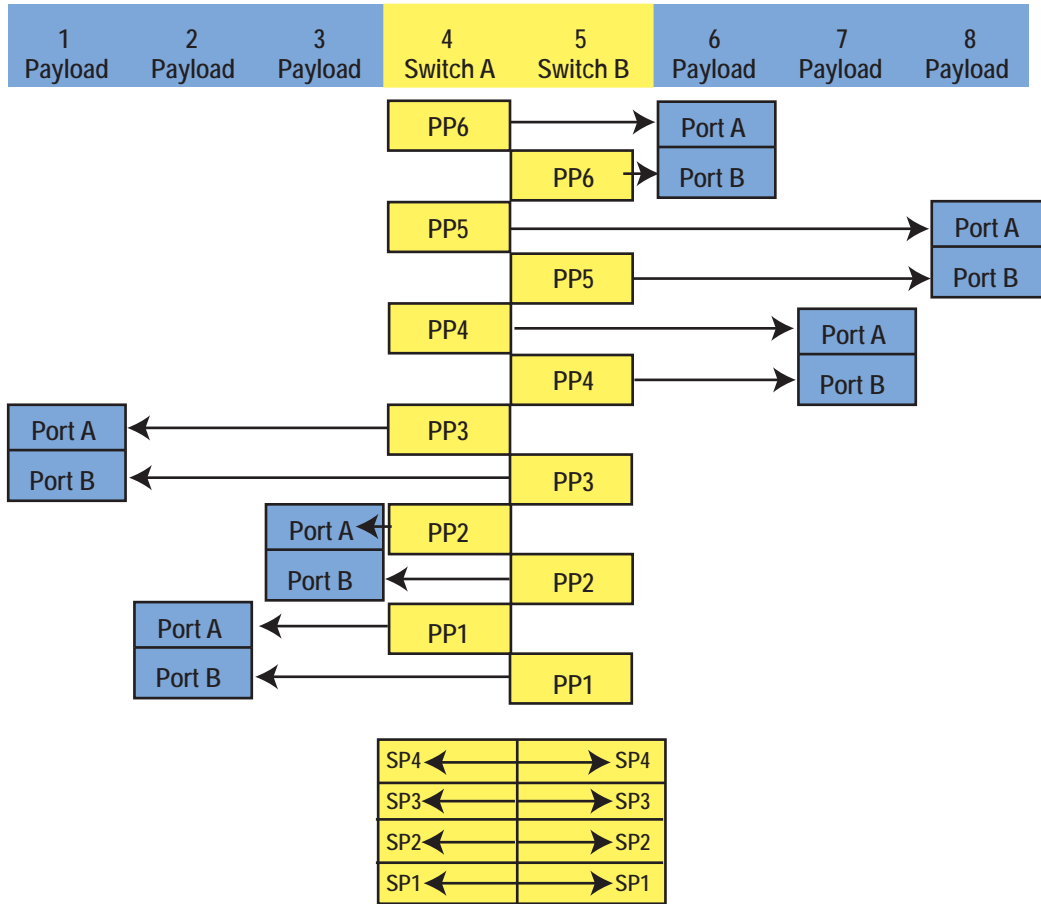 1 2 3 4 5 6 7 8
Payload Payload Payload Switch A Switch B Payload Payload Payload
PP6 Port A
PP6 Port B
PP5 Port A
PP5 Port B
PP4 Port A
PP4 Port B
Port A PP3
Port B PP3
Port A PP2
Port B PP2
Port A PP1
Port B PP1
SP4 SP4
SP3 SP3
SP2 SP2
SP1 SP1